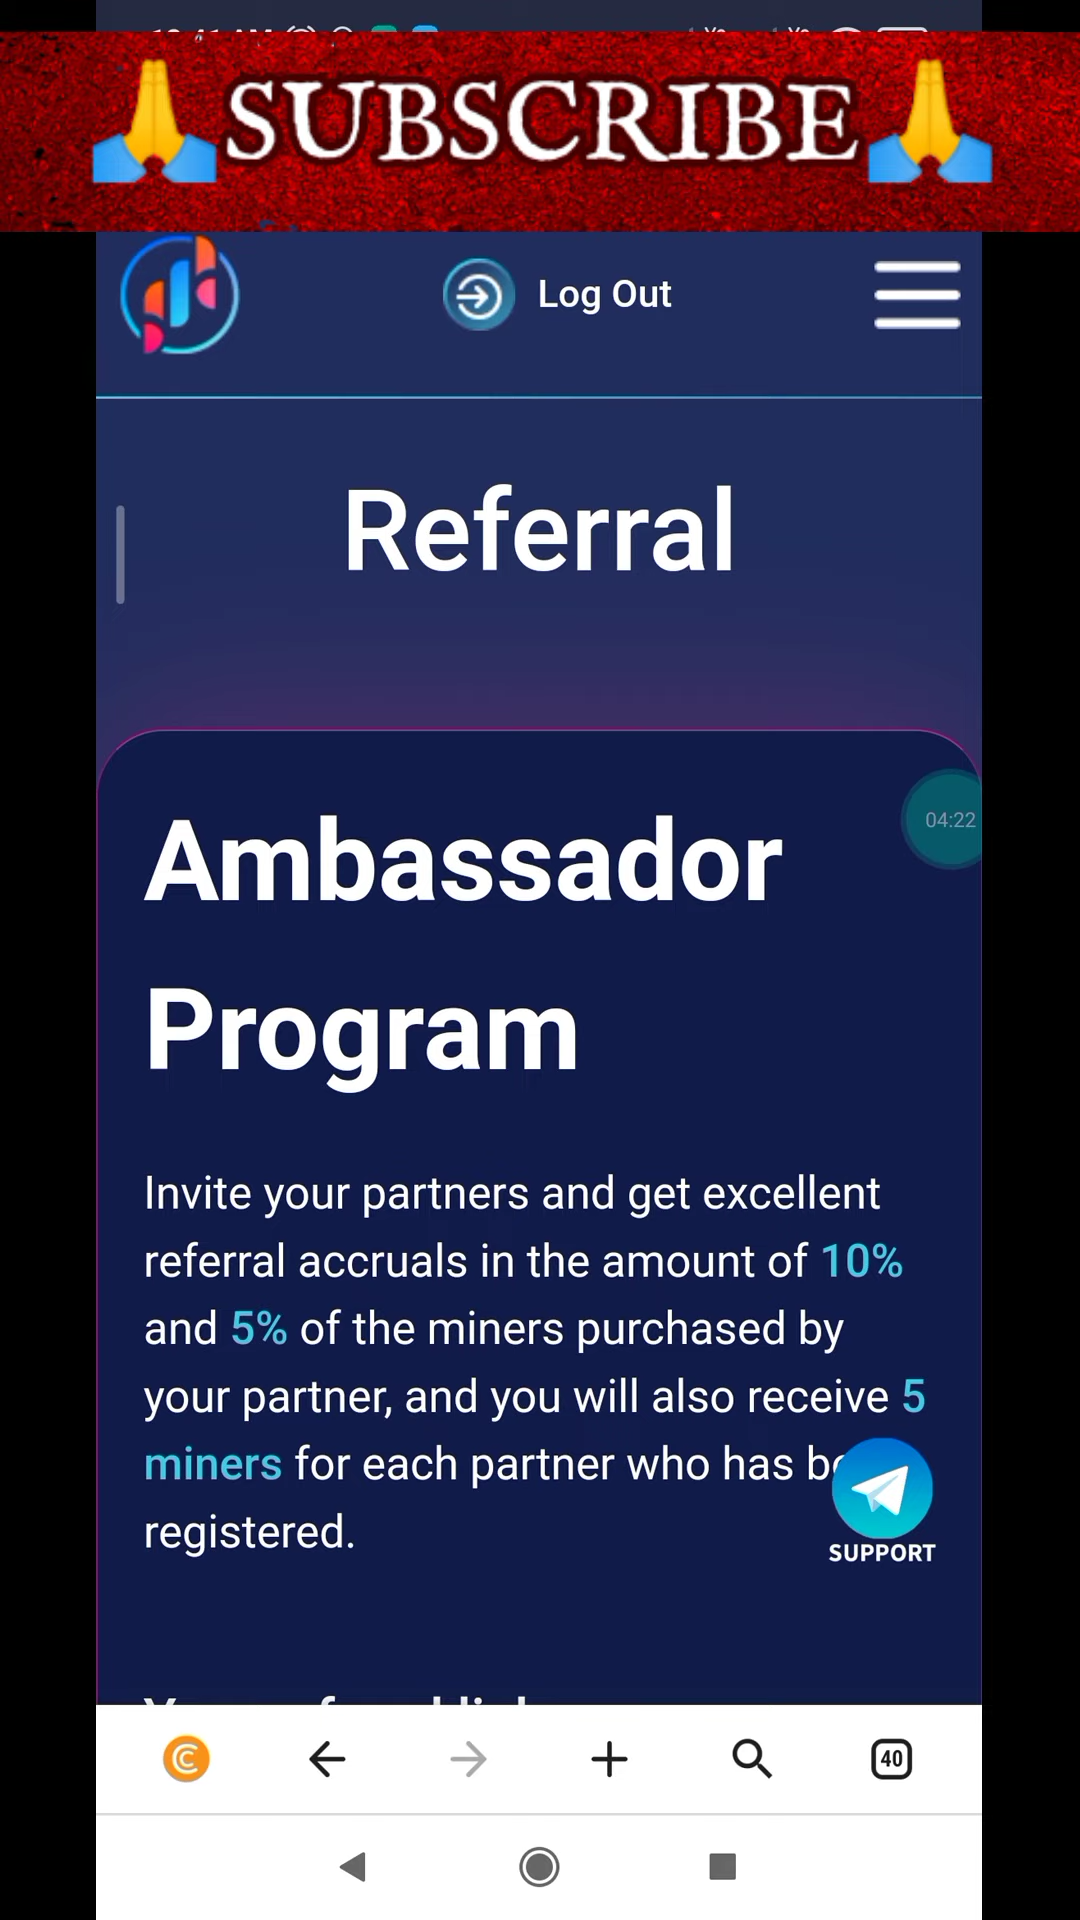 SUBSCRIBE
Log Out
Referral
04:22
Ambassador
Program
Invite your partners and get excellent
referral accruals in the amount of 10%
and 5% of the miners purchased by
your partner, and you will also receive 5
miners for each partner who has
registered.
SUPPORT
40